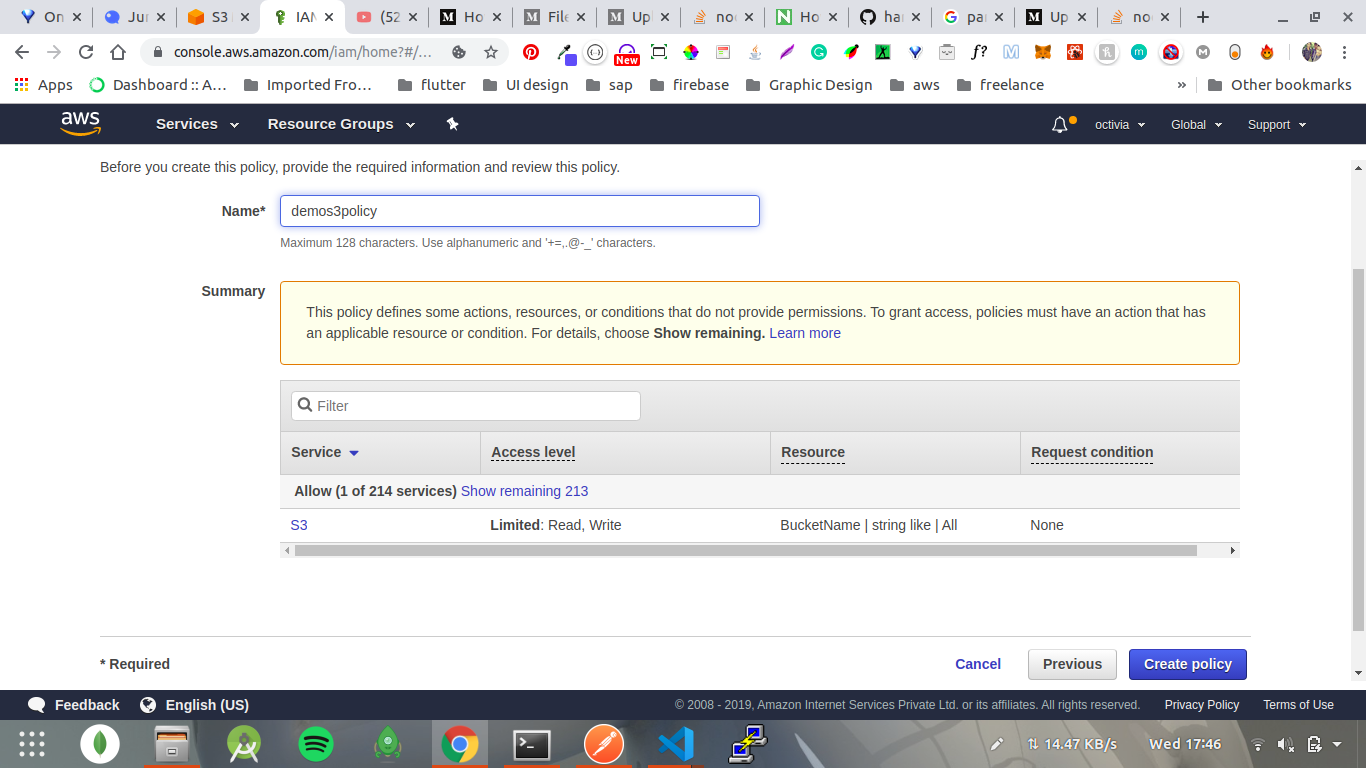 On
Jun
S3
IAN
(52
Ho
File
Up
noo
Ho
har
par
Up
noo
console.aws.amazon.com/iam/home?#/…
New
f?
Apps
Dashboard :: A…
Imported Fro…
flutter
UI design
sap
firebase
Graphic Design
aws
freelance
»
Other bookmarks
aws
Services
Resource Groups
octivia
Global
Support
Before you create this policy, provide the required information and review this policy.
Name*
demos3policy
Maximum 128 characters. Use alphanumeric and '+=,.@-_' characters.
Summary
This policy defines some actions, resources, or conditions that do not provide permissions. To grant access, policies must have an action that has
an applicable resource or condition. For details, choose Show remaining. Learn more
Filter
Service
Access level
Resource
Request condition
Allow (1 of 214 services) Show remaining 213
S3
Limited: Read, Write
BucketName | string like | All
None
* Required
Cancel
Previous
Create policy
Feedback
English (US)
© 2008 - 2019, Amazon Internet Services Private Ltd. or its affiliates. All rights reserved.
Privacy Policy
Terms of Use
14.47 KB/s
Wed 17:46